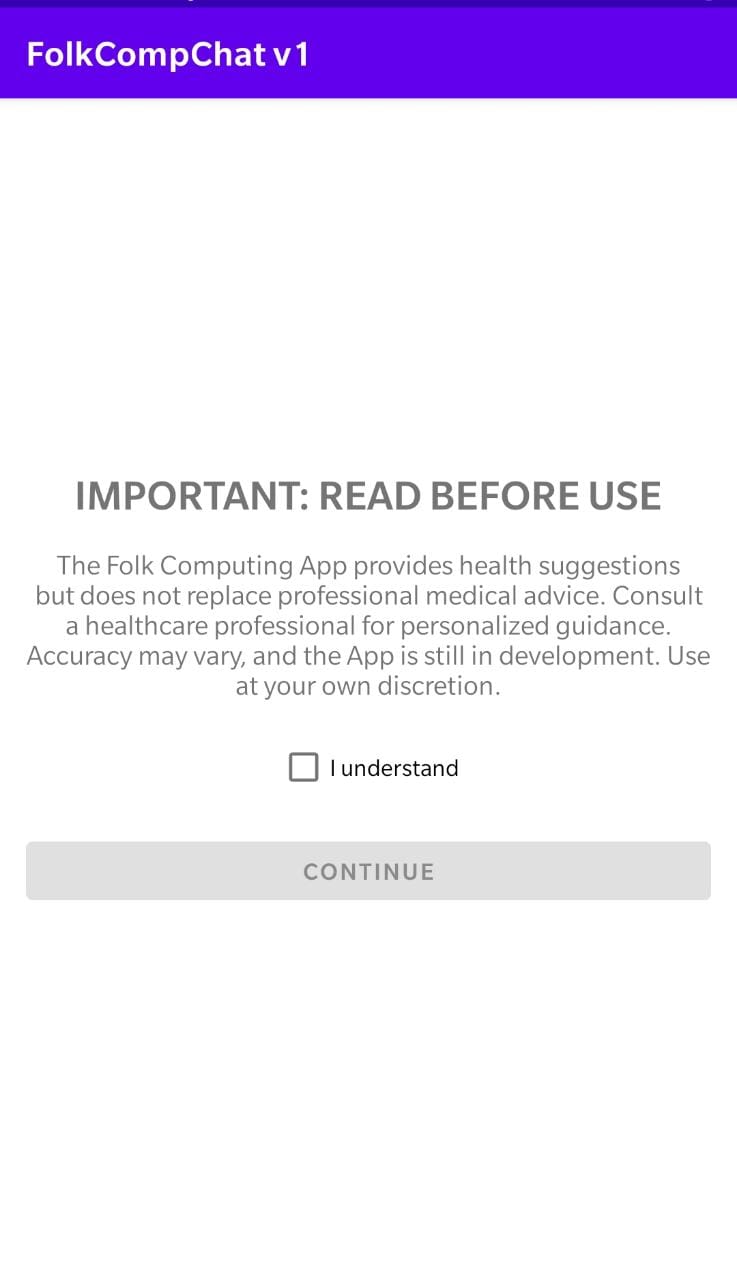 FolkCompChat v1
IMPORTANT: READ BEFORE USE
The Folk Computing App provides health suggestions
but does not replace professional medical advice. Consult
a healthcare professional for personalized guidance.
Accuracy may vary, and the App is still in development. Use
at your own discretion.
I understand
CONTINUE